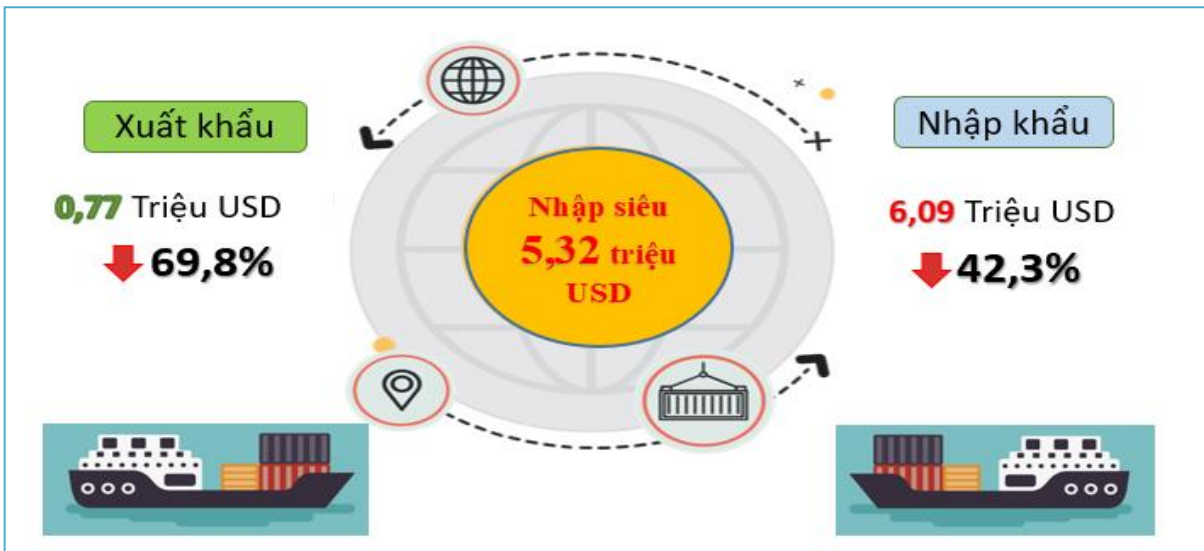 Xuất khẩu
0,77 Triệu USD
69,8%
Nhập siêu
5,32 triệu
USD
Nhập khẩu
6,09 Triệu USD
42,3%